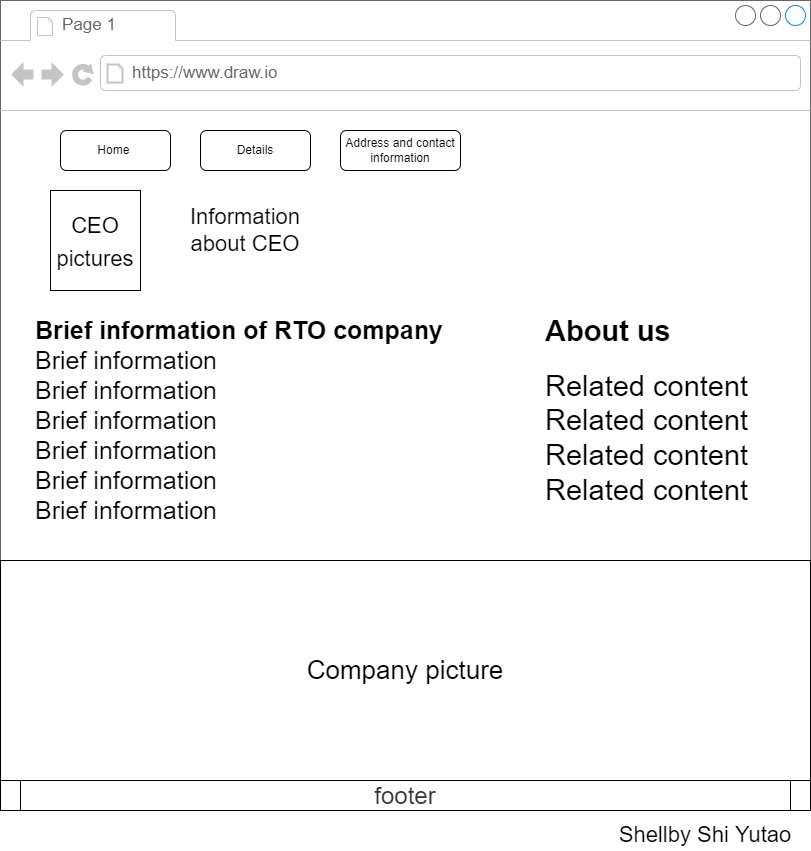 Page 1
https://www.draw.io
Home
Details
Address and contact
information
CEO
pictures
Information
about CEO
Brief information of RTO company
Brief information
Brief information
Brief information
Brief information
Brief information
Brief information
About us
Related content
Related content
Related content
Related content
Company picture
footer
Shellby Shi Yutao